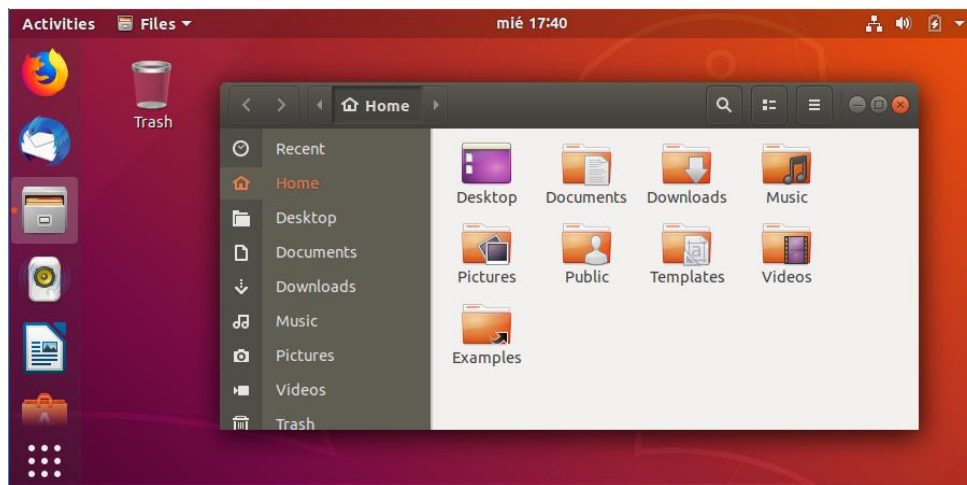 Activities Files mié 17:40
Trash
Home
Recent
Home
Desktop
Documents
Downloads
Music
Pictures
Videos
Trash
Desktop Documents Downloads Music
Pictures Public Templates Videos
Examples